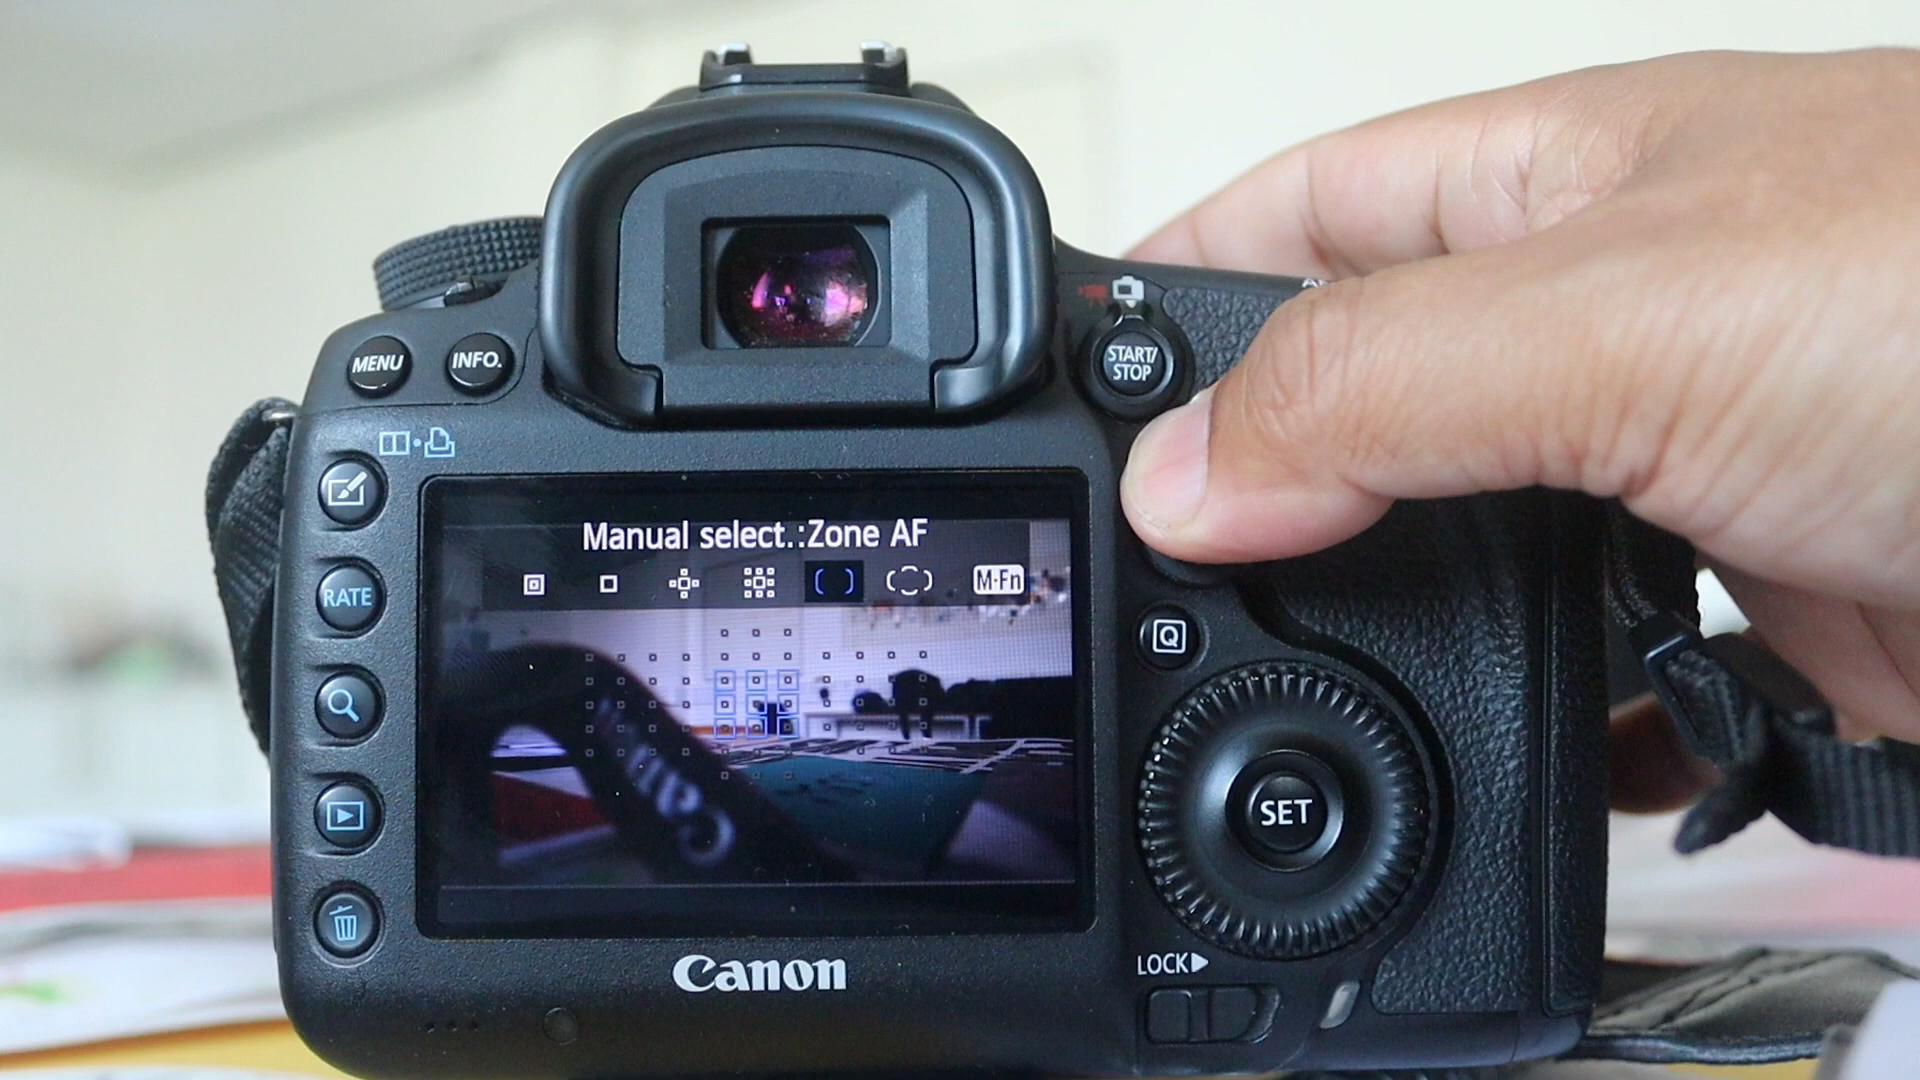 MENU
INFO.
START/
STOP
RATE
Manual select.:Zone AF
M-Fn
Q
SET
Canon
LOCK▶